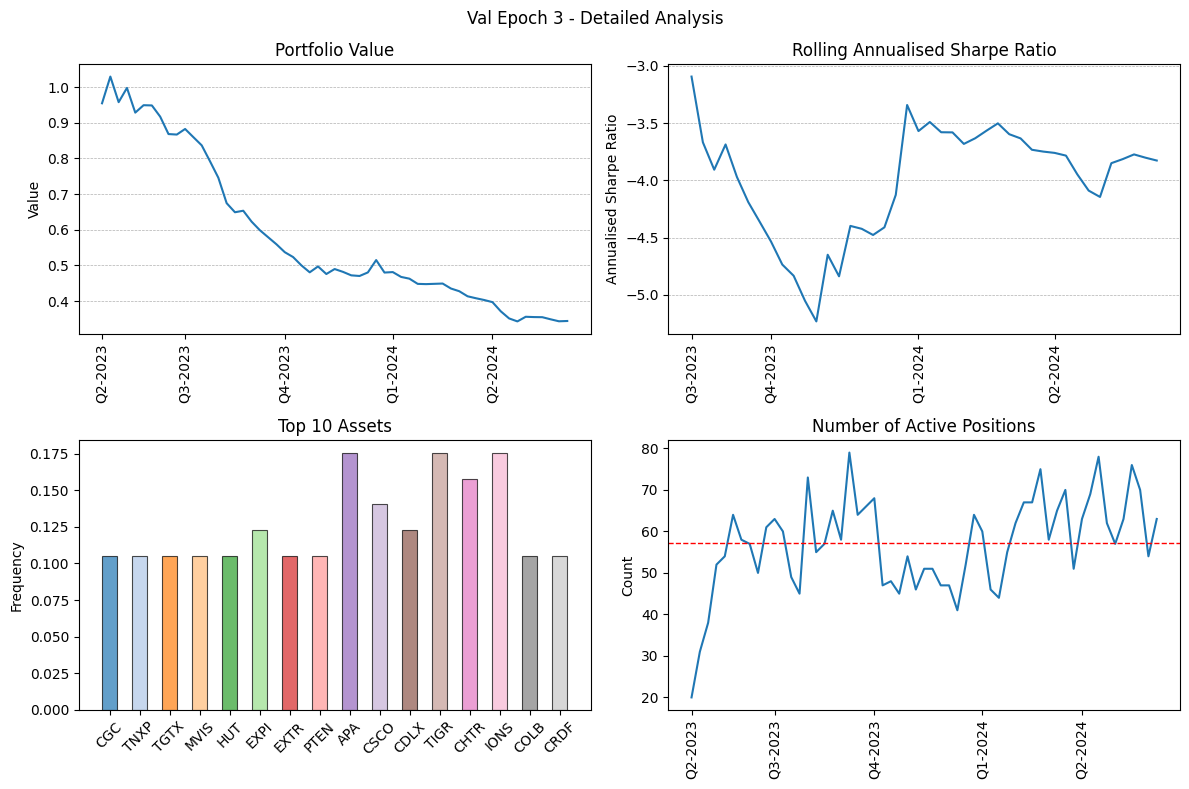 Val Epoch 3 - Detailed Analysis
Portfolio Value
Value
1.0
0.9
0.8
0.7
0.6
0.5
0.4
Q2-2023
Q3-2023
Q4-2023
Q1-2024
Q2-2024
Rolling Annualised Sharpe Ratio
Annualised Sharpe Ratio
−3.0
−3.5
−4.0
−4.5
−5.0
Q3-2023
Q4-2023
Q1-2024
Q2-2024
Top 10 Assets
Frequency
0.175
0.150
0.125
0.100
0.075
0.050
0.025
0.000
CGC
TNXP
TGTX
MVIS
HUT
EXPI
EXTR
PTEN
APA
CSCO
CDLX
TIGR
CHTR
IONS
COLB
CRDF
Number of Active Positions
Count
80
70
60
50
40
30
20
Q2-2023
Q3-2023
Q4-2023
Q1-2024
Q2-2024